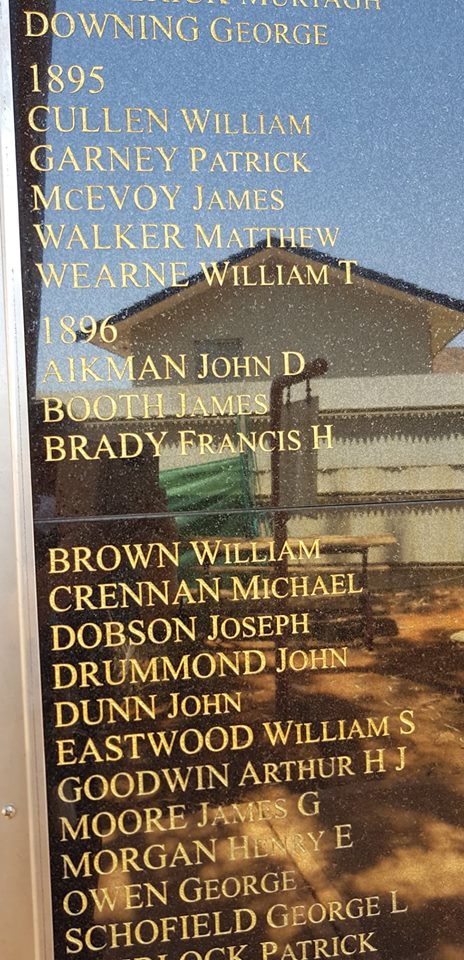 MURTAGH
DOWNING GEORGE
1895
CULLEN WILLIAM
GARNEY PATRICK
McEVOY JAMES
WALKER MATTHEW
WEARNE WILLIAM T
1896
AIKMAN JOHN D
BOOTH JAMES
BRADY FRANCIS H
BROWN WILLIAM
CRENNAN MICHAEL
DOBSON JOSEPH
DRUMMOND JOHN
DUNN JOHN
EASTWOOD WILLIAM S
GOODWIN ARTHUR H J
MOORE JAMES G
MORGAN HENRY E
OWEN GEORGE
SCHOFIELD GEORGE L
PATRICK